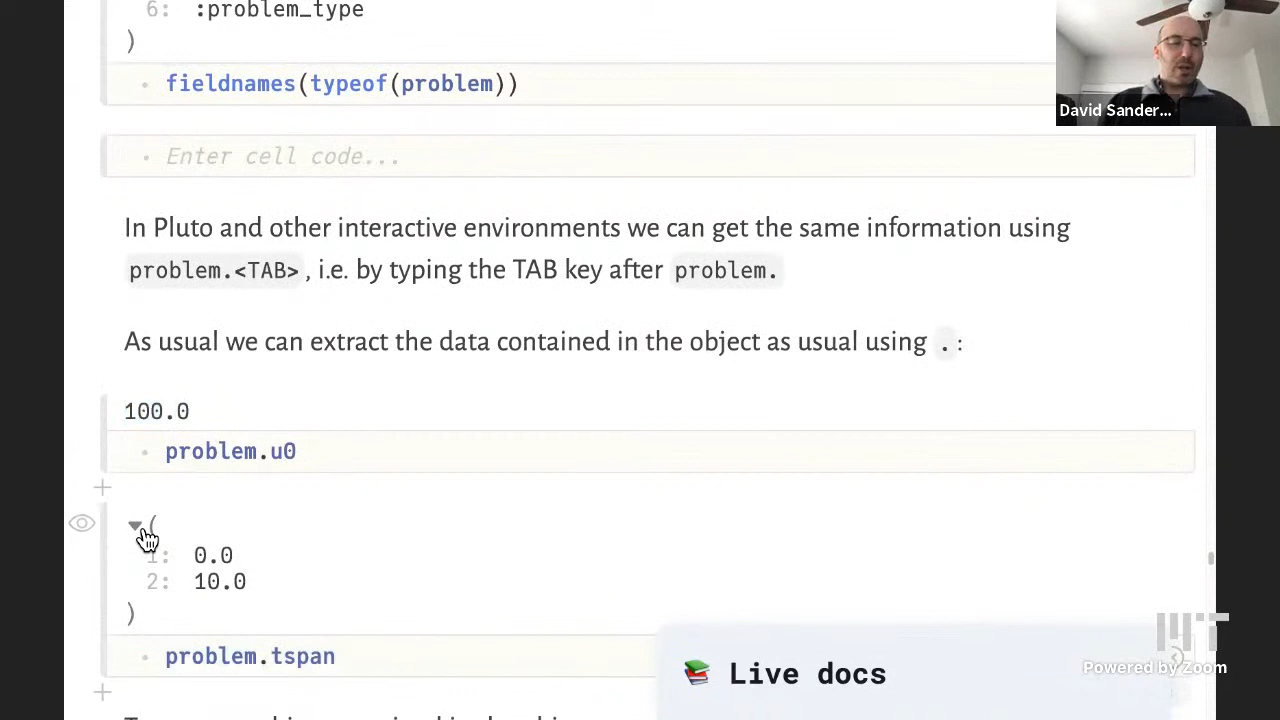 6: :problem_type
)
fieldnames(typeof(problem))
David Sander...
Enter cell code...
In Pluto and other interactive environments we can get the same information using
problem.<TAB>, i.e. by typing the TAB key after problem.
As usual we can extract the data contained in the object as usual using .:
100.0
problem.u0
(
1: 0.0
2: 10.0
)
problem.tspan
Live docs
MIT
Powered by Zoom